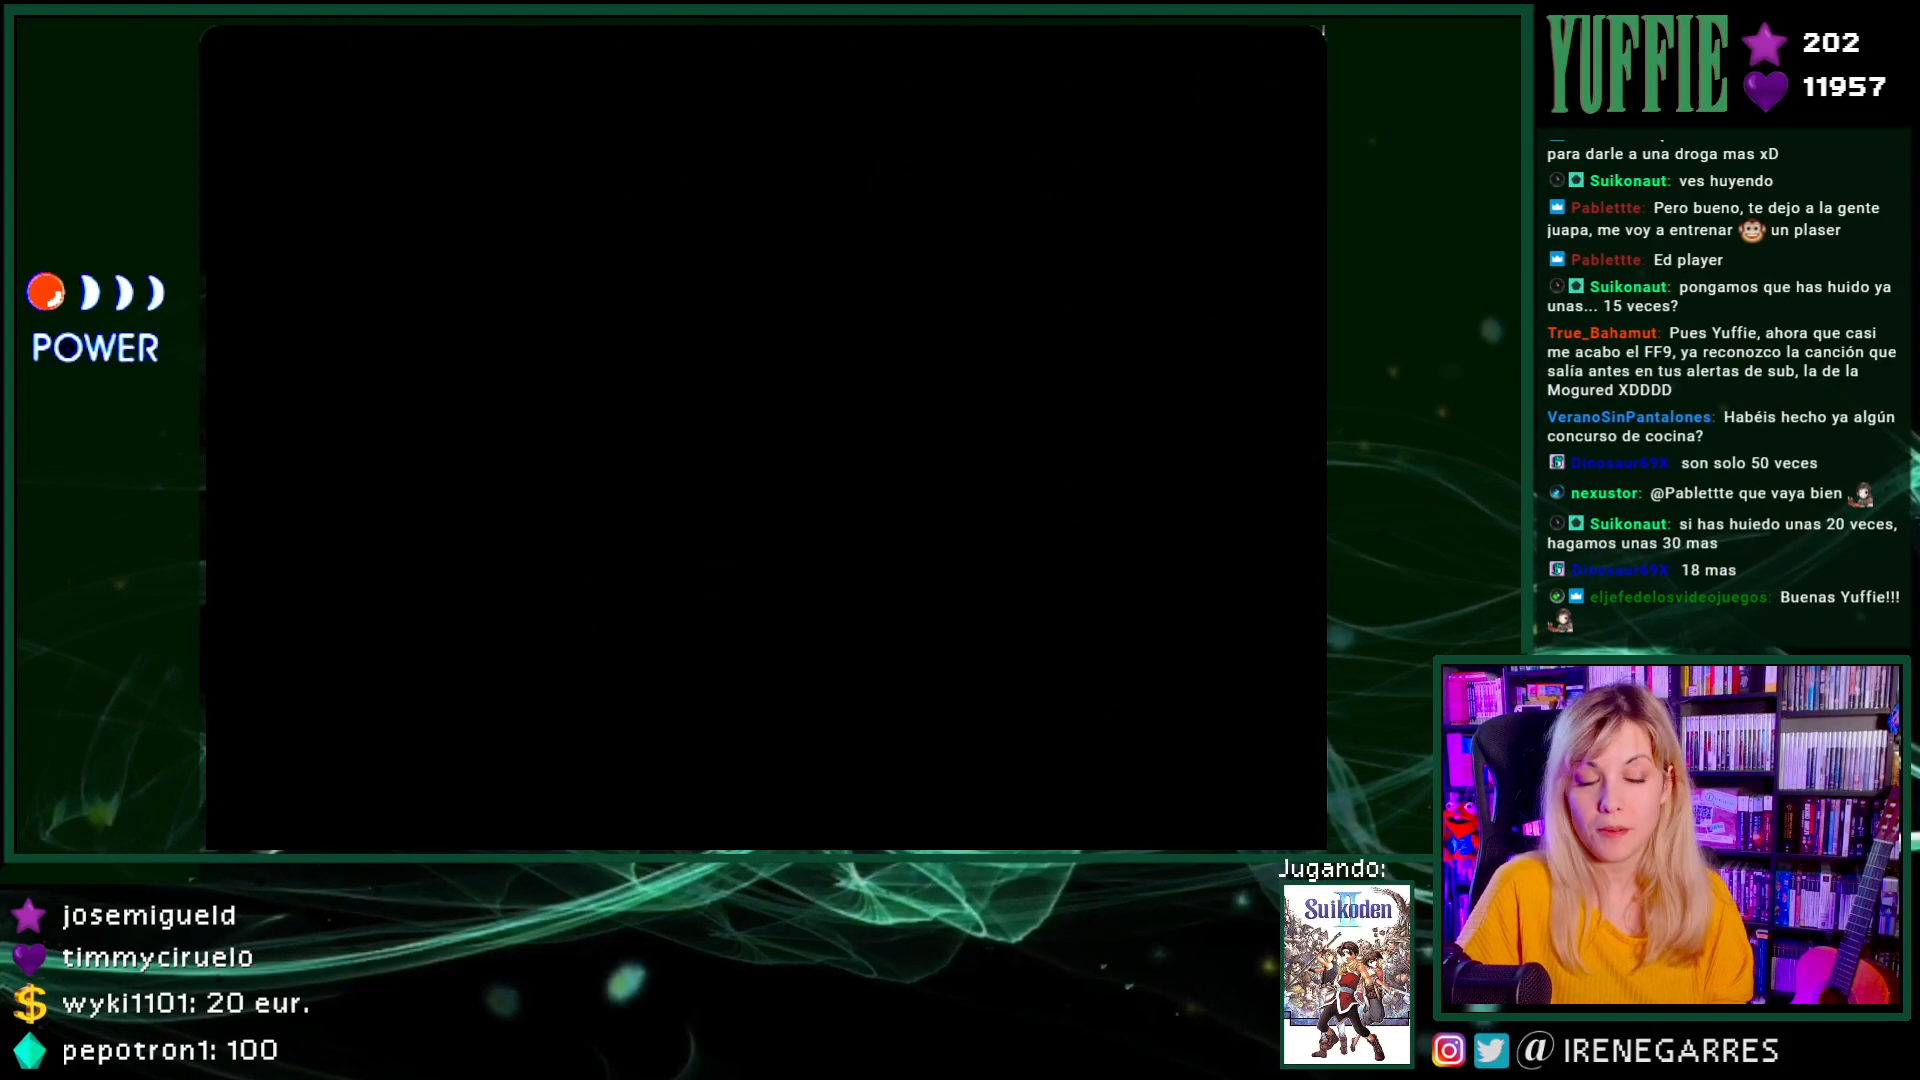 YUFFIE
202
11957
para darle a una droga mas xD
Suikonaut: ves huyendo
Pablettte: Pero bueno, te dejo a la gente
juapa, me voy a entrenar un plaser
Pablettte: Ed player
Suikonaut: pongamos que has huido ya
unas... 15 veces?
True_Bahamut: Pues Yuffie, ahora que casi
me acabo el FF9, ya reconozco la canción que
salía antes en tus alertas de sub, la de la
Mogured XDDDD
VeranoSinPantalones: Habéis hecho ya algún
concurso de cocina?
Dinosaur69X: son solo 50 veces
nexustor: @Pablettte que vaya bien
Suikonaut: si has huiedo unas 20 veces,
hagamos unas 30 mas
Dinosaur69X: 18 mas
eljefedelosvideojuegos: Buenas Yuffie!!!
POWER
Jugando:
Suikoden
II
josemigueld
timmyciruelo
wyki1101: 20 eur.
pepotron1: 100
@ IRENEGARRES